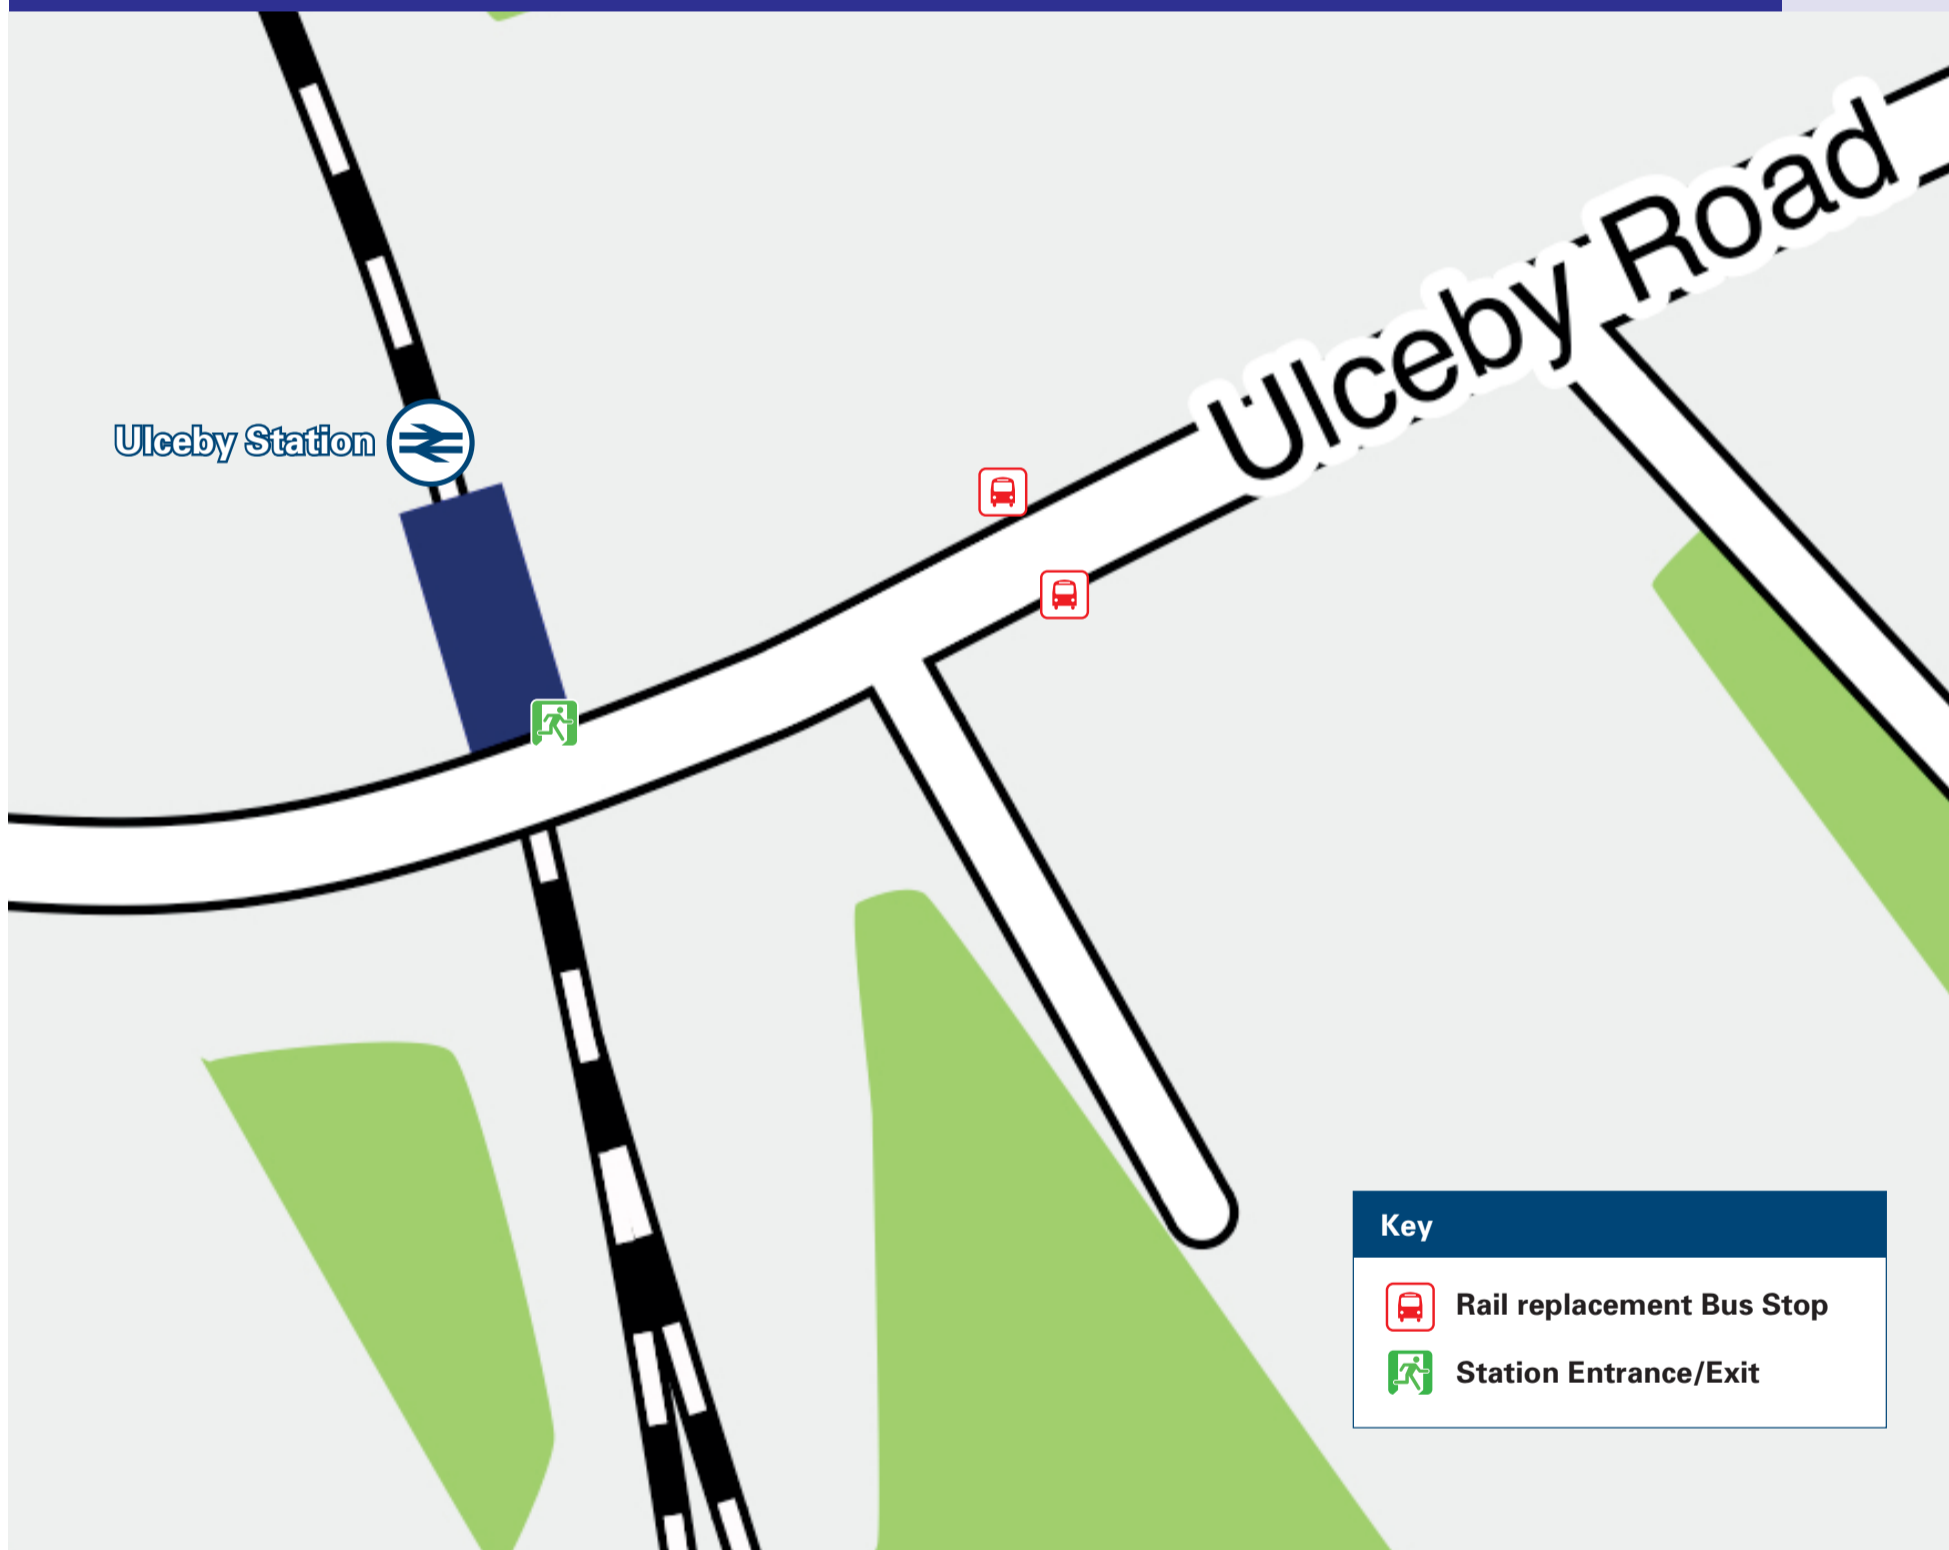 Ulceby Road
Ulceby Station
Key
Rail replacement Bus Stop
Station Entrance/Exit